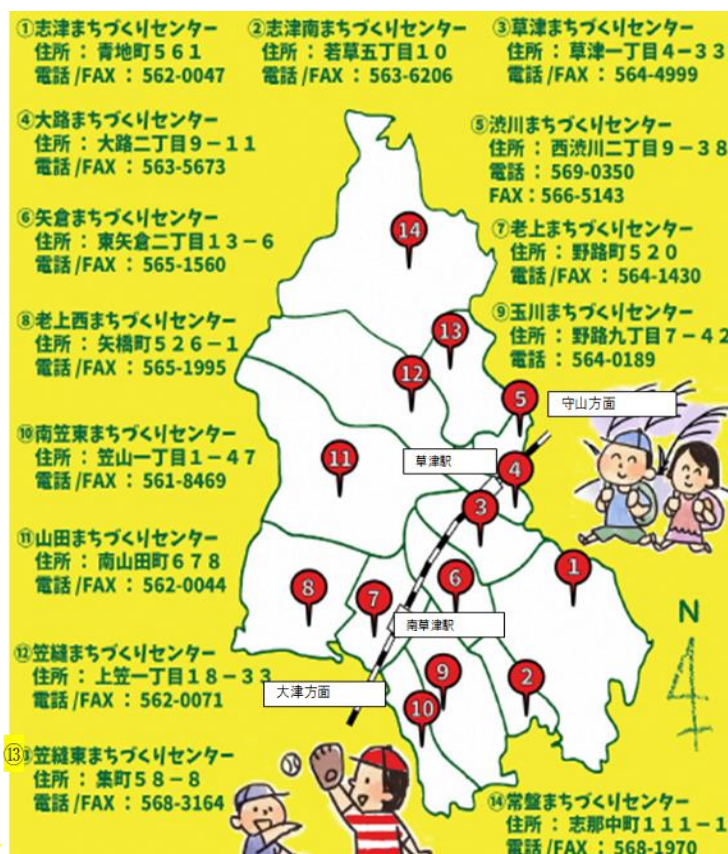 ①志津まちづくりセンター
住所：青地町５６１
電話/FAX：562-0047
②志津南まちづくりセンター
住所：若草五丁目１０
電話/FAX：563-6206
③草津まちづくりセンター
住所：草津一丁目４－３３
電話/FAX：564-4999
④大路まちづくりセンター
住所：大路二丁目９－１１
電話/FAX：563-5673
⑤渋川まちづくりセンター
住所：西渋川二丁目９－３８
電話：569-0350
FAX：566-5143
⑥矢倉まちづくりセンター
住所：東矢倉二丁目１３－６
電話/FAX：565-1560
⑦老上まちづくりセンター
住所：野路町５２０
電話/FAX：564-1430
⑧老上西まちづくりセンター
住所：矢橋町５２６－１
電話/FAX：565-1995
⑨玉川まちづくりセンター
住所：野路九丁目７－４２
電話/FAX：564-0189
⑩南笠東まちづくりセンター
住所：笠山一丁目１－４７
電話/FAX：561-8469
⑪山田まちづくりセンター
住所：南山田町６７８
電話/FAX：562-0044
⑫笠縫まちづくりセンター
住所：上笠一丁目１８－３３
電話/FAX：562-0071
⑬笠縫東まちづくりセンター
住所：集町５８－８
電話/FAX：568-3164
⑭常盤まちづくりセンター
住所：志那中町１１１－１
電話/FAX：568-1970
14
13
12
5
守山方面
11
草津駅
4
3
1
8
7
6
南草津駅
N
大津方面
9
2
10